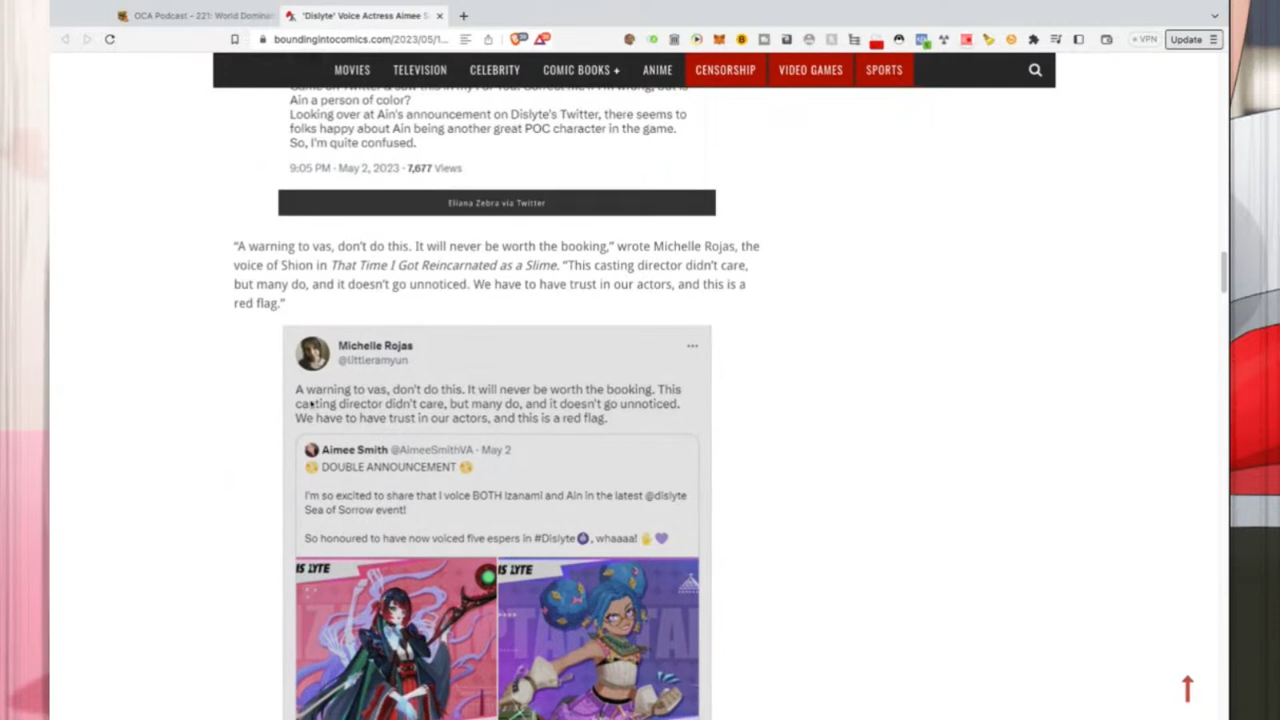 OCA Podcast - 221: World Domina
'Dislyte' Voice Actress Aimee S
boundingintocomics.com/2023/05/1...
VPN
Update
MOVIES
TELEVISION
CELEBRITY
COMIC BOOKS +
ANIME
CENSORSHIP
VIDEO GAMES
SPORTS
Ain a person of color?
Looking over at Ain's announcement on Dislyte's Twitter, there seems to
folks happy about Ain being another great POC character in the game.
So, I'm quite confused.
9:05 PM · May 2, 2023 · 7,677 Views
Eliana Zebra via Twitter
“A warning to vas, don't do this. It will never be worth the booking,” wrote Michelle Rojas, the
voice of Shion in That Time I Got Reincarnated as a Slime. “This casting director didn't care,
but many do, and it doesn't go unnoticed. We have to have trust in our actors, and this is a
red flag.”
Michelle Rojas
@littleramyun
A warning to vas, don't do this. It will never be worth the booking. This
casting director didn't care, but many do, and it doesn't go unnoticed.
We have to have trust in our actors, and this is a red flag.
Aimee Smith @AimeeSmithVA · May 2
DOUBLE ANNOUNCEMENT
I'm so excited to share that I voice BOTH Izanami and Ain in the latest @dislyte
Sea of Sorrow event!
So honoured to have now voiced five espers in #Dislyte, whaaa!
IS LYTE
IS LYTE